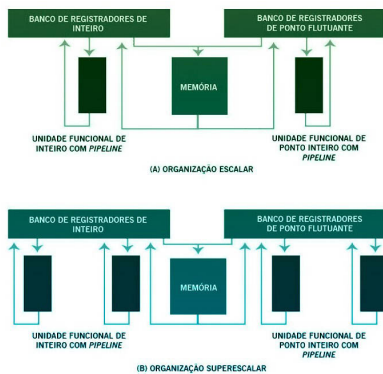 BANCO DE REGISTRADORES DE
INTEIRO
BANCO DE REGISTRADORES
DE PONTO FLUTUANTE
MEMÓRIA
UNIDADE FUNCIONAL DE
INTEIRO COM PIPELINE
UNIDADE FUNCIONAL DE
PONTO INTEIRO COM
PIPELINE
(A) ORGANIZAÇÃO ESCALAR
BANCO DE REGISTRADORES DE
INTEIRO
BANCO DE REGISTRADORES
DE PONTO FLUTUANTE
MEMÓRIA
UNIDADE FUNCIONAL DE
INTEIRO COM PIPELINE
UNIDADE FUNCIONAL DE
PONTO INTEIRO COM
PIPELINE
(B) ORGANIZAÇÃO SUPERESCALAR